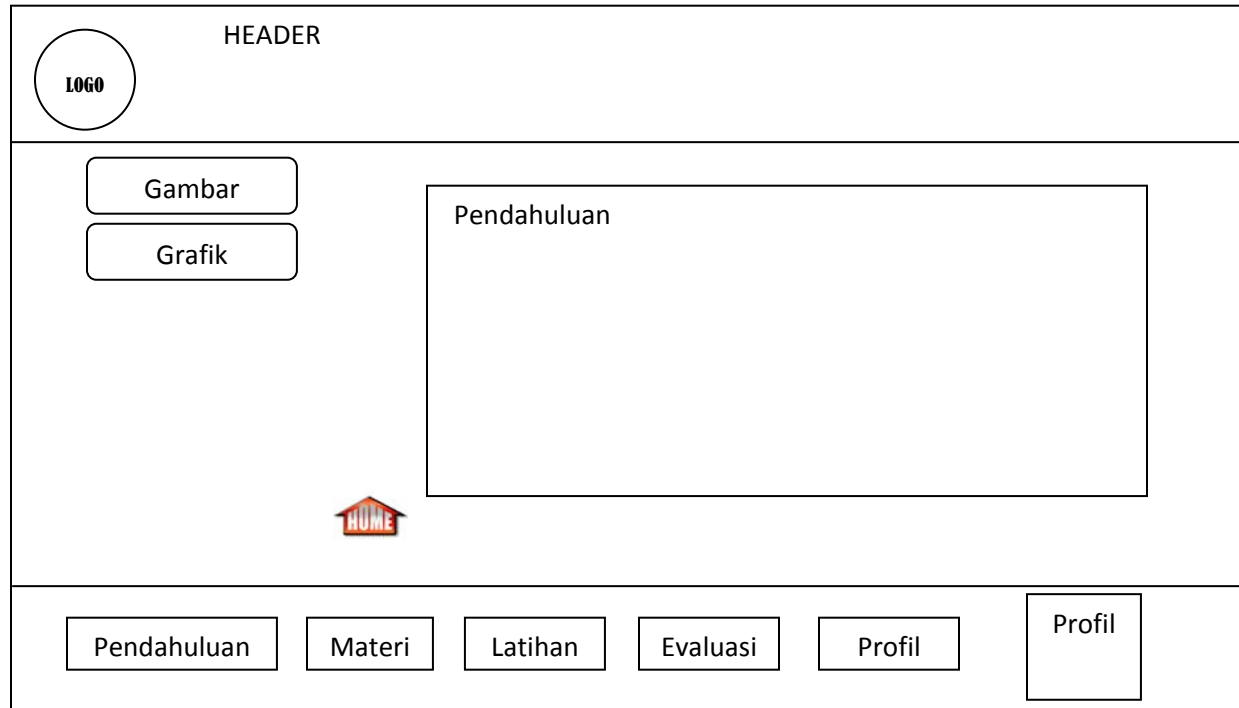 HEADER
LOGO
Gambar
Grafik
Pendahuluan
HOME
Pendahuluan
Materi
Latihan
Evaluasi
Profil
Profil